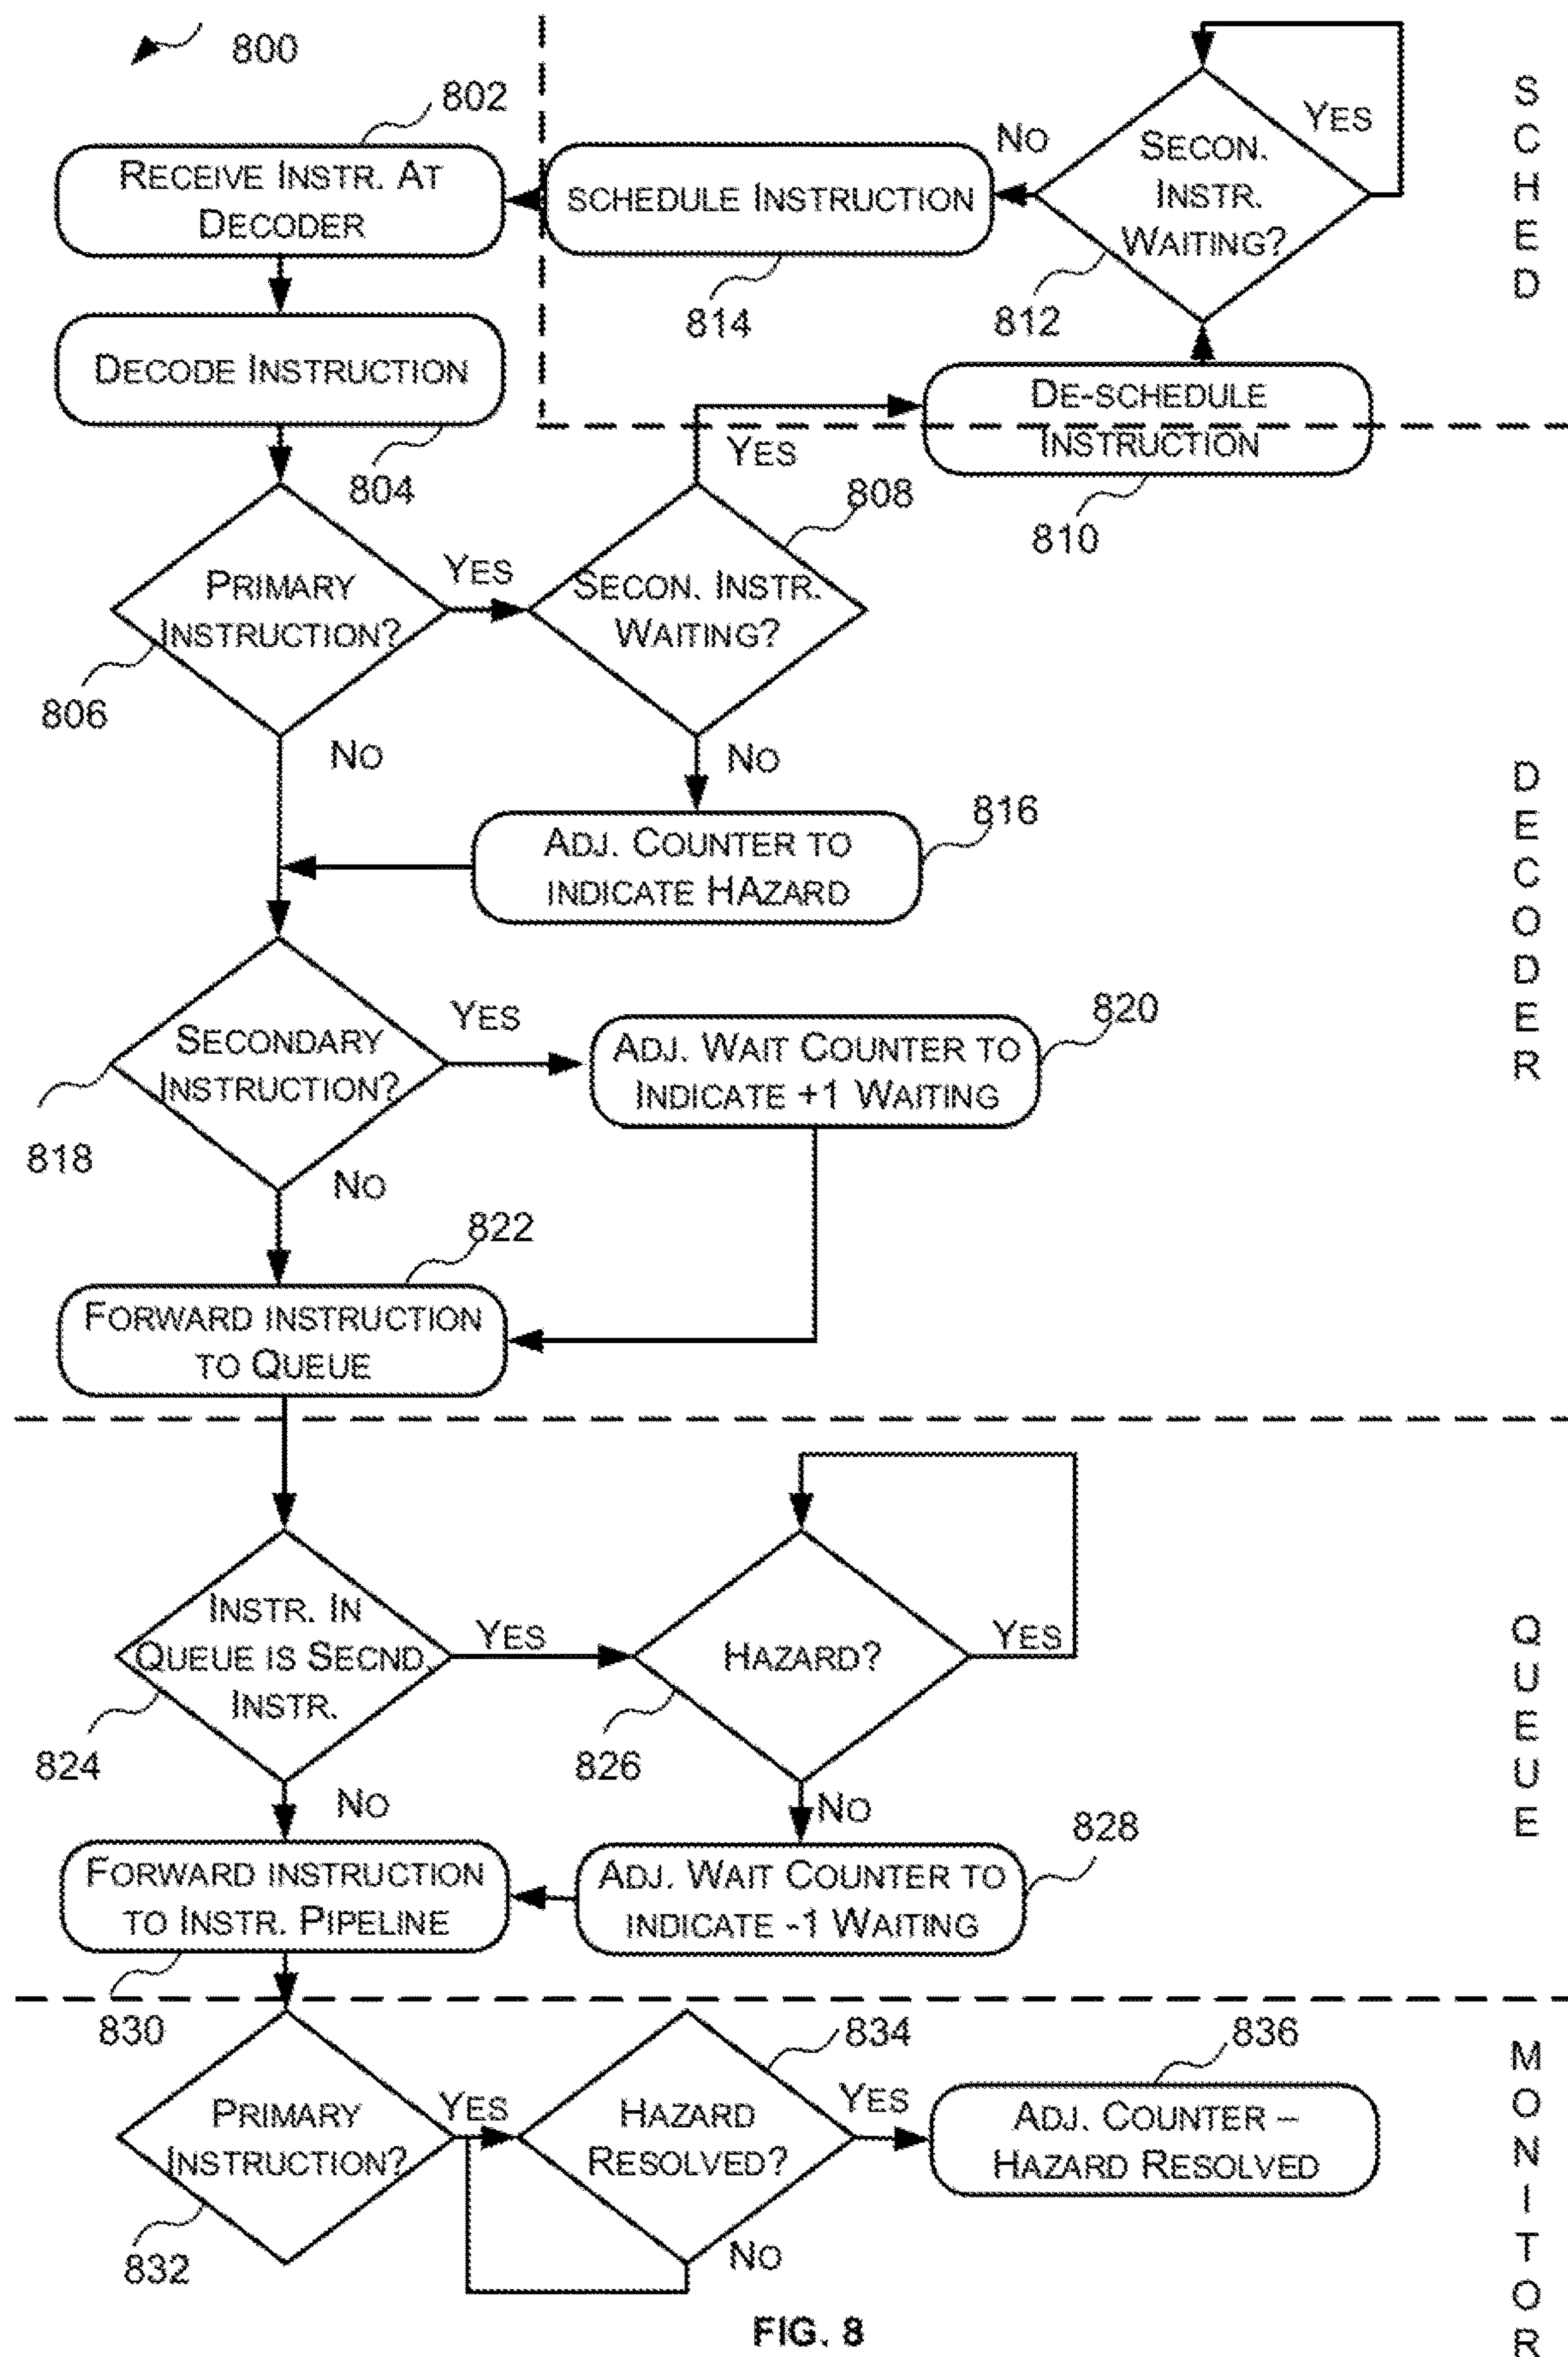 800
802
RECEIVE INSTR. AT
DECODER
SCHEDULE INSTRUCTION
814
NO
YES
SECON.
INSTR.
WAITING?
812
SCHED
DECODE INSTRUCTION
804
DE-SCHEDULE
INSTRUCTION
810
YES
808
PRIMARY
INSTRUCTION?
806
YES
SECON. INSTR.
WAITING?
NO
NO
816
ADJ. COUNTER TO
INDICATE HAZARD
DECODER
SECONDARY
INSTRUCTION?
818
YES
820
ADJ. WAIT COUNTER TO
INDICATE +1 WAITING
NO
822
FORWARD INSTRUCTION
TO QUEUE
INSTR. IN
QUEUE IS SECND.
INSTR.
824
YES
HAZARD?
826
YES
QUEUE
NO
NO
828
FORWARD INSTRUCTION
TO INSTR. PIPELINE
830
ADJ. WAIT COUNTER TO
INDICATE -1 WAITING
PRIMARY
INSTRUCTION?
832
YES
834
HAZARD
RESOLVED?
YES
NO
836
ADJ. COUNTER –
HAZARD RESOLVED
MONITOR
FIG. 8